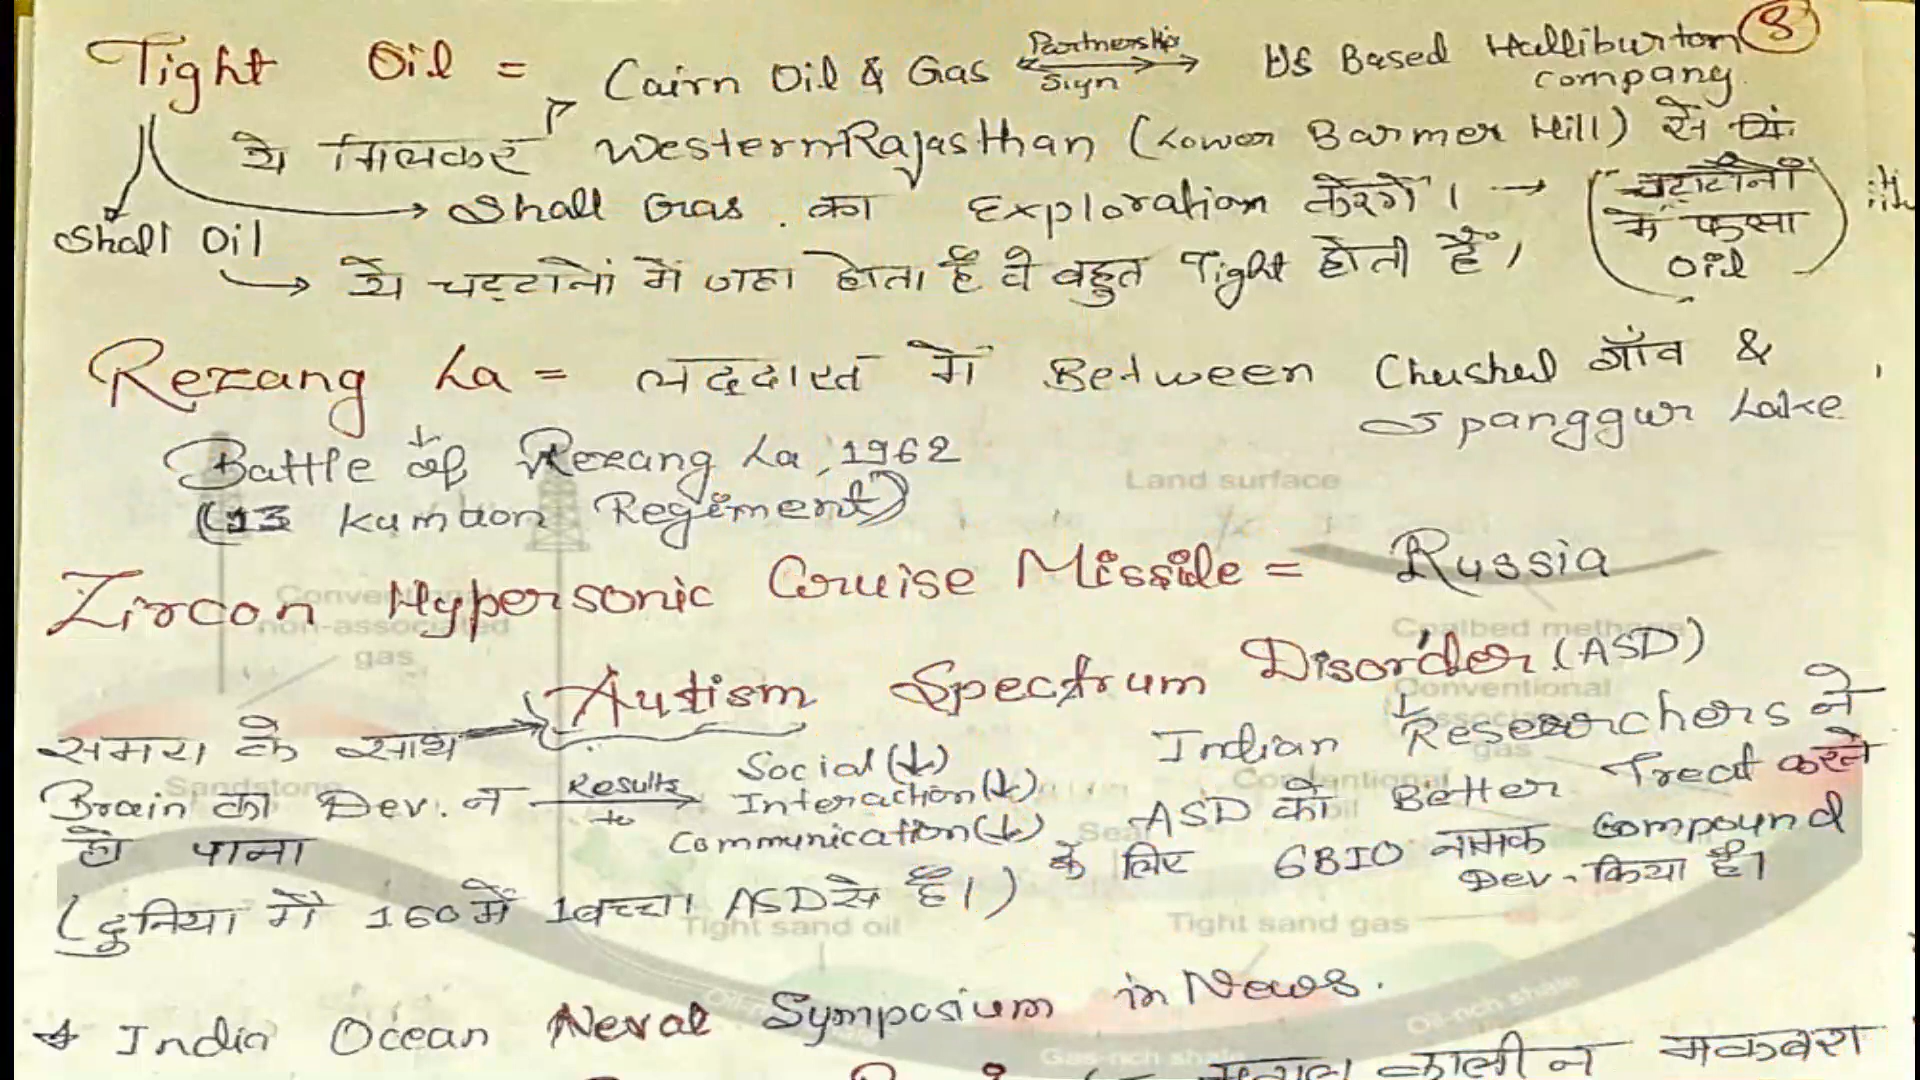 8
Tight Oil = Cairn Oil & Gas Partnership Sign US Based Halliburton company
ये मिलकर Western Rajasthan (Lower Barmer Hill) से
Shall Gas का Exploration करेंगे। → (चट्टानों में फसा Oil)
Shall Oil
→ ये चट्टानों में जहा होता है वे बहुत Tight होती हैं।
Rezang La = लद्दाख में Between Chushul गाँव &
Spanggur Lake
Battle of Rezang La, 1962
(13 Kumaon Regiment)
Land surface
Zircon Hypersonic Cruise Missile = Russia
Conventional non-associated gas
Coalbed methane
Autism Spectrum Disorder (ASD)
Conventional associated gas
समय के साथ Brain का Dev. न हो पाना
Results to
Social (↓)
Interaction (↓)
Communication (↓)
Indian Researchers ने
ASD को Better Treat करने
के लिए 6BIO नामक Compound
Dev. किया है।
Sandstone
Conventional oil
Seal
(दुनिया में 160 में 1 बच्चा ASD से है।)
Tight sand oil
Tight sand gas
India Ocean Neval Symposium in News.
Oil-rich shale
Gas-rich shale
कालीन मकबरा